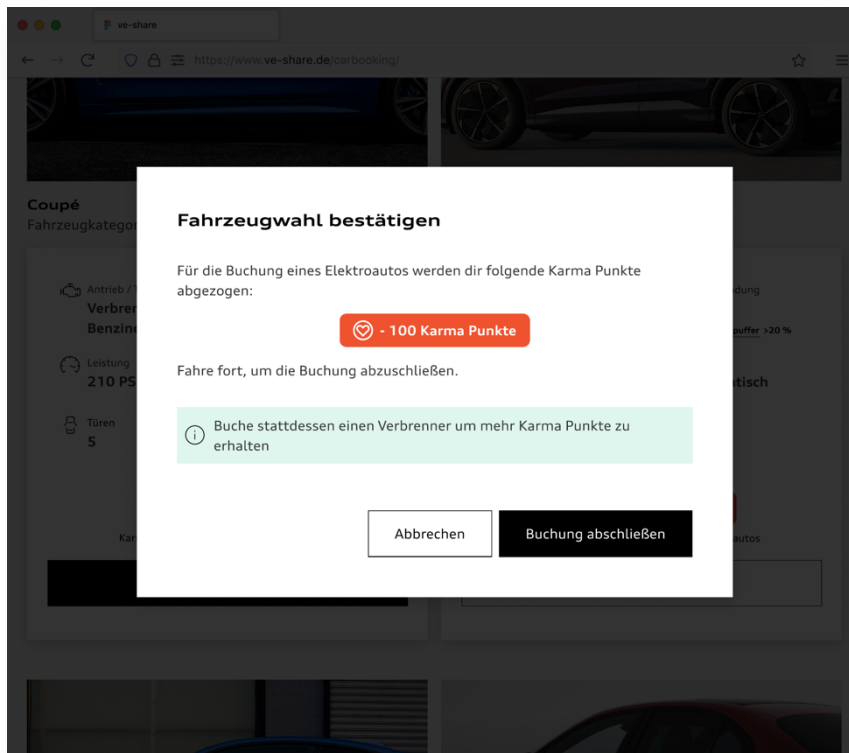 ve-share
https://www.ve-share.de/carbooking/
Coupé
Fahrzeugkategor
Antrieb /
Verbren
Benzine
Leistung
210 PS
Türen
5
Kar
Fahrzeugwahl bestätigen
Für die Buchung eines Elektroautos werden dir folgende Karma Punkte
abgezogen:
- 100 Karma Punkte
Fahre fort, um die Buchung abzuschließen.
Buche stattdessen einen Verbrenner um mehr Karma Punkte zu
erhalten
Abbrechen
Buchung abschließen
dung
puffer >20 %
tisch
autos